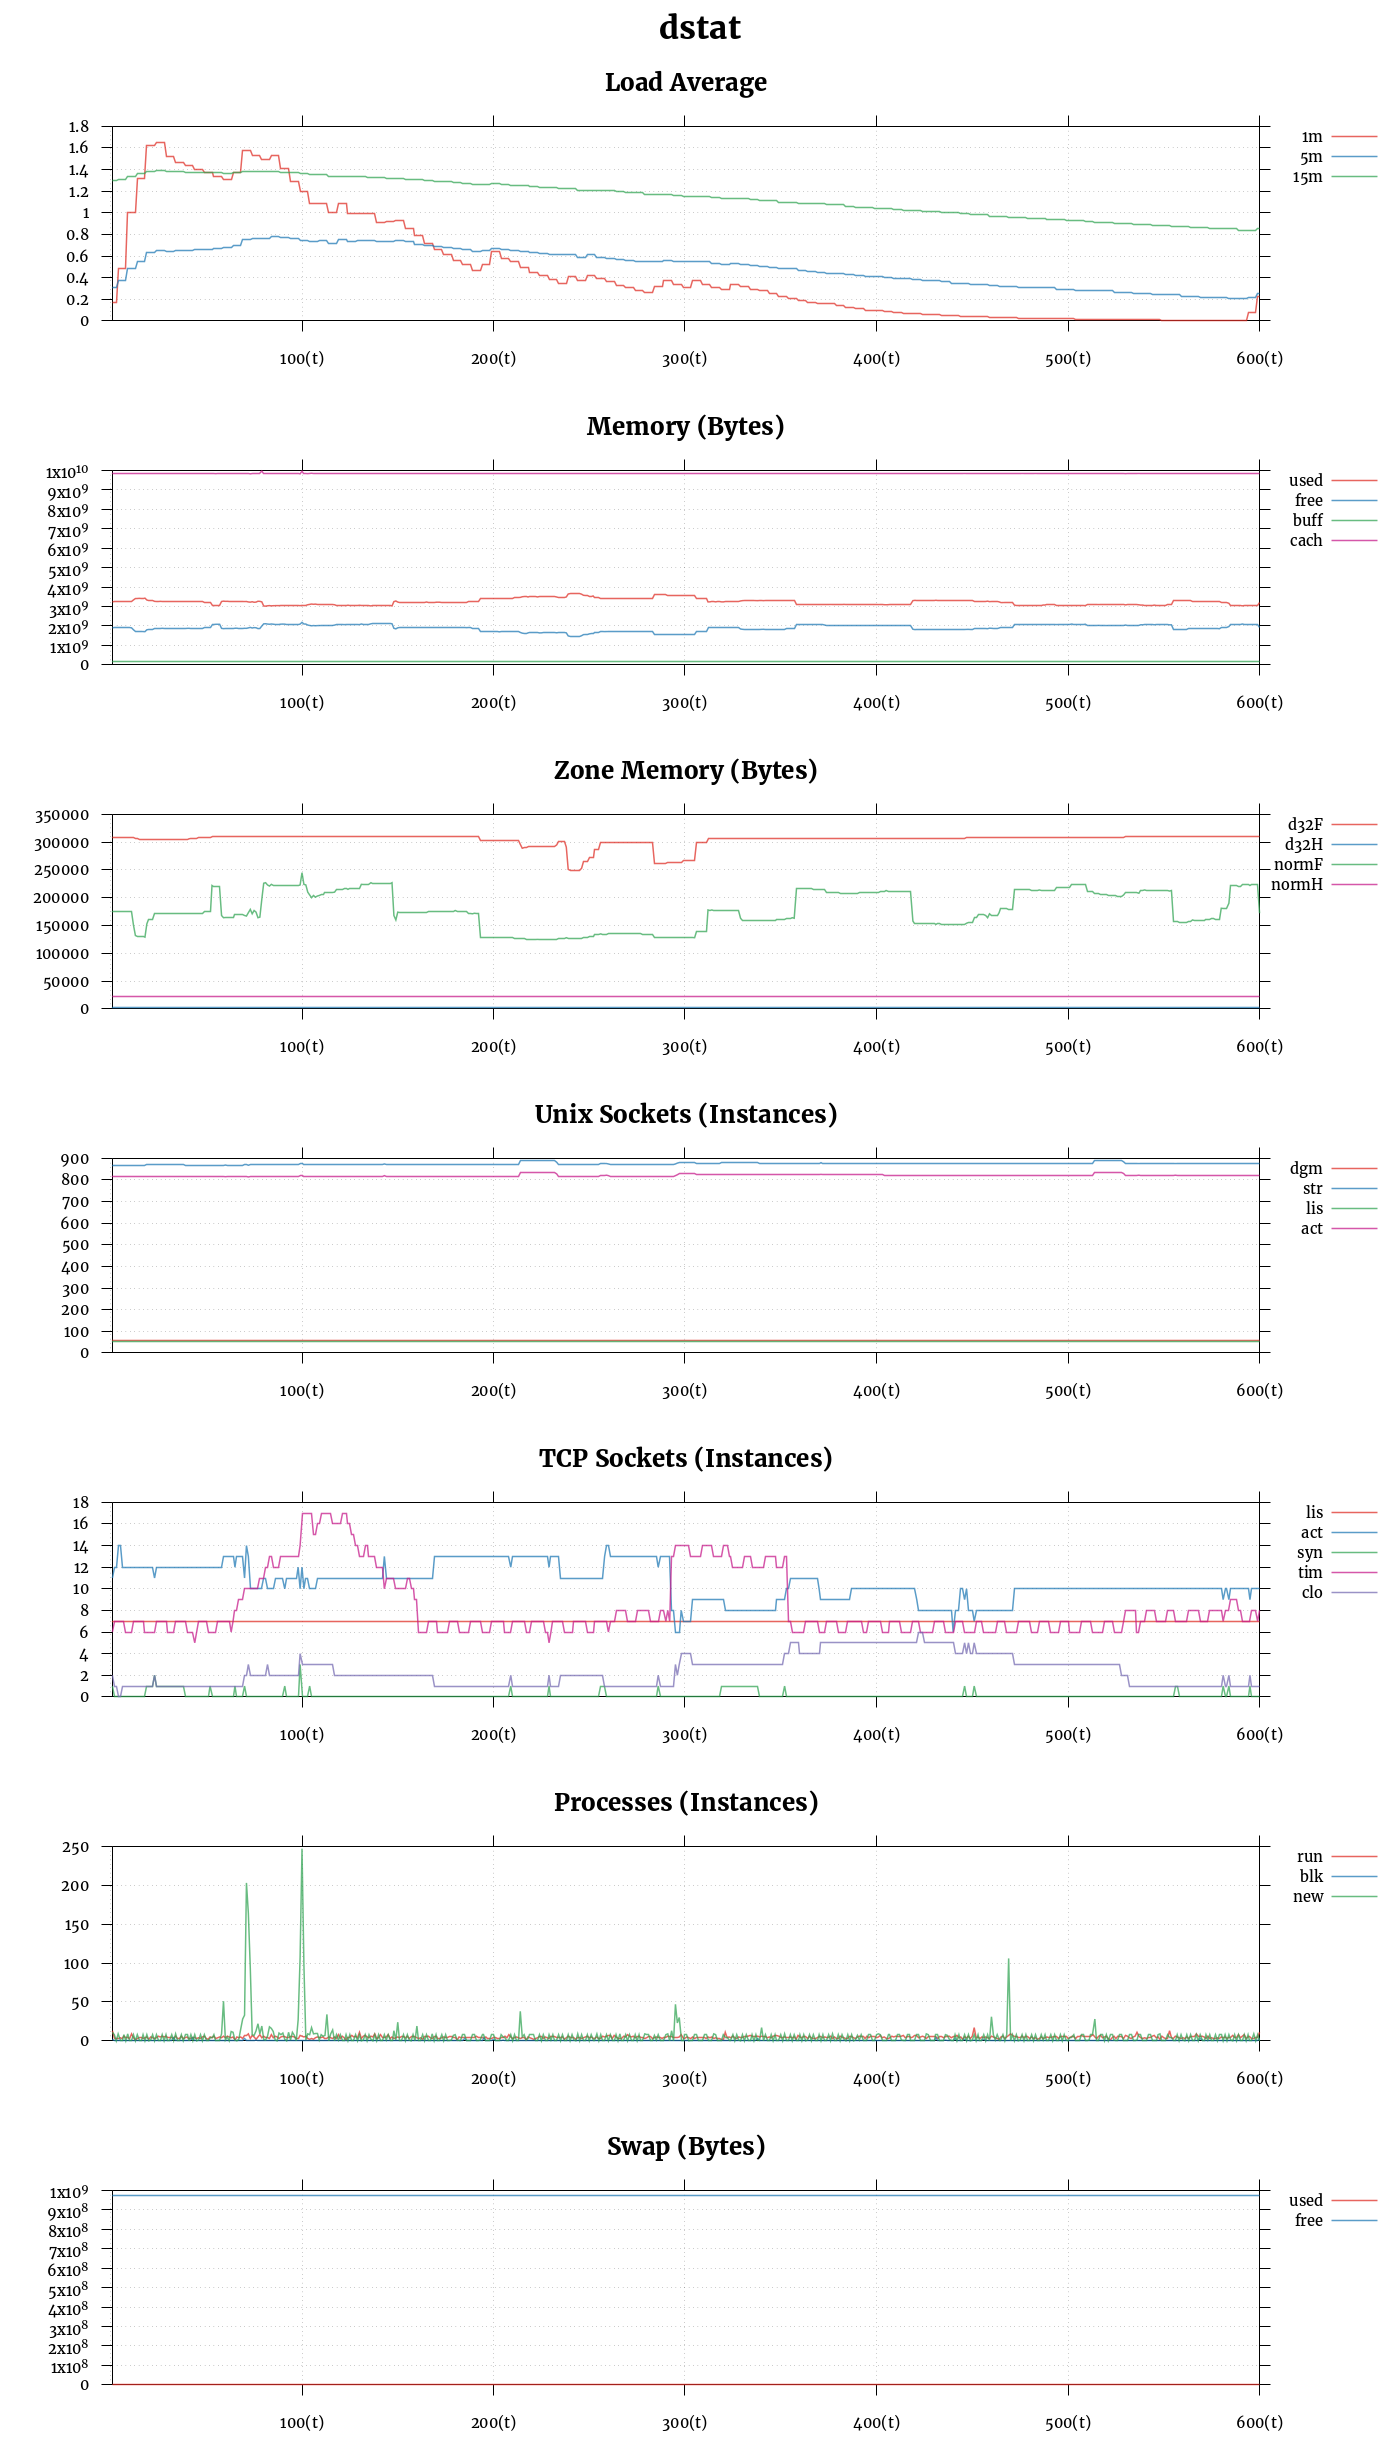 dstat
Load Average
1.8
1.6
1.4
1.2
1
0.8
0.6
0.4
0.2
0
1m
5m
15m
100(t) 200(t) 300(t) 400(t) 500(t) 600(t)
Memory (Bytes)
1x10¹⁰
9x10⁹
8x10⁹
7x10⁹
6x10⁹
5x10⁹
4x10⁹
3x10⁹
2x10⁹
1x10⁹
0
used
free
buff
cach
100(t) 200(t) 300(t) 400(t) 500(t) 600(t)
Zone Memory (Bytes)
350000
300000
250000
200000
150000
100000
50000
0
d32F
d32H
normF
normH
100(t) 200(t) 300(t) 400(t) 500(t) 600(t)
Unix Sockets (Instances)
900
800
700
600
500
400
300
200
100
0
dgm
str
lis
act
100(t) 200(t) 300(t) 400(t) 500(t) 600(t)
TCP Sockets (Instances)
18
16
14
12
10
8
6
4
2
0
lis
act
syn
tim
clo
100(t) 200(t) 300(t) 400(t) 500(t) 600(t)
Processes (Instances)
250
200
150
100
50
0
run
blk
new
100(t) 200(t) 300(t) 400(t) 500(t) 600(t)
Swap (Bytes)
1x10⁹
9x10⁸
8x10⁸
7x10⁸
6x10⁸
5x10⁸
4x10⁸
3x10⁸
2x10⁸
1x10⁸
0
used
free
100(t) 200(t) 300(t) 400(t) 500(t) 600(t)